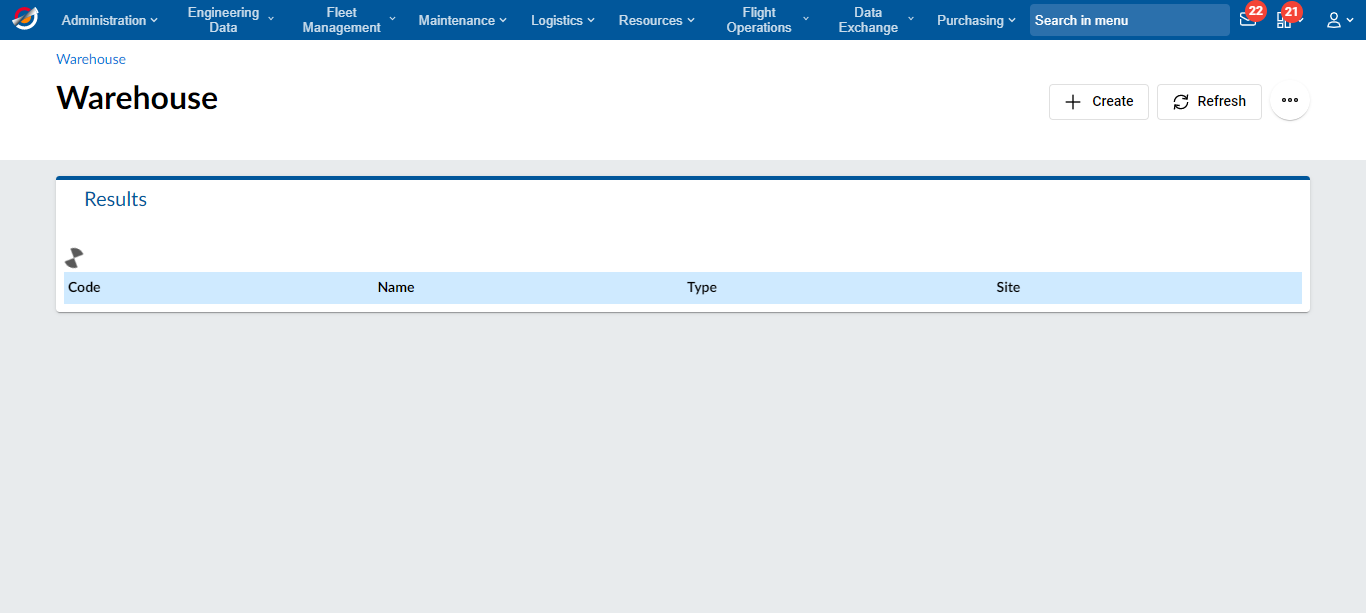 Administration
Engineering
Data
Fleet
Management
Maintenance
Logistics
Resources
Flight
Operations
Data
Exchange
Purchasing
Search in menu
22
21
Warehouse
Warehouse
Create
Refresh
Results
Code Name Type Site